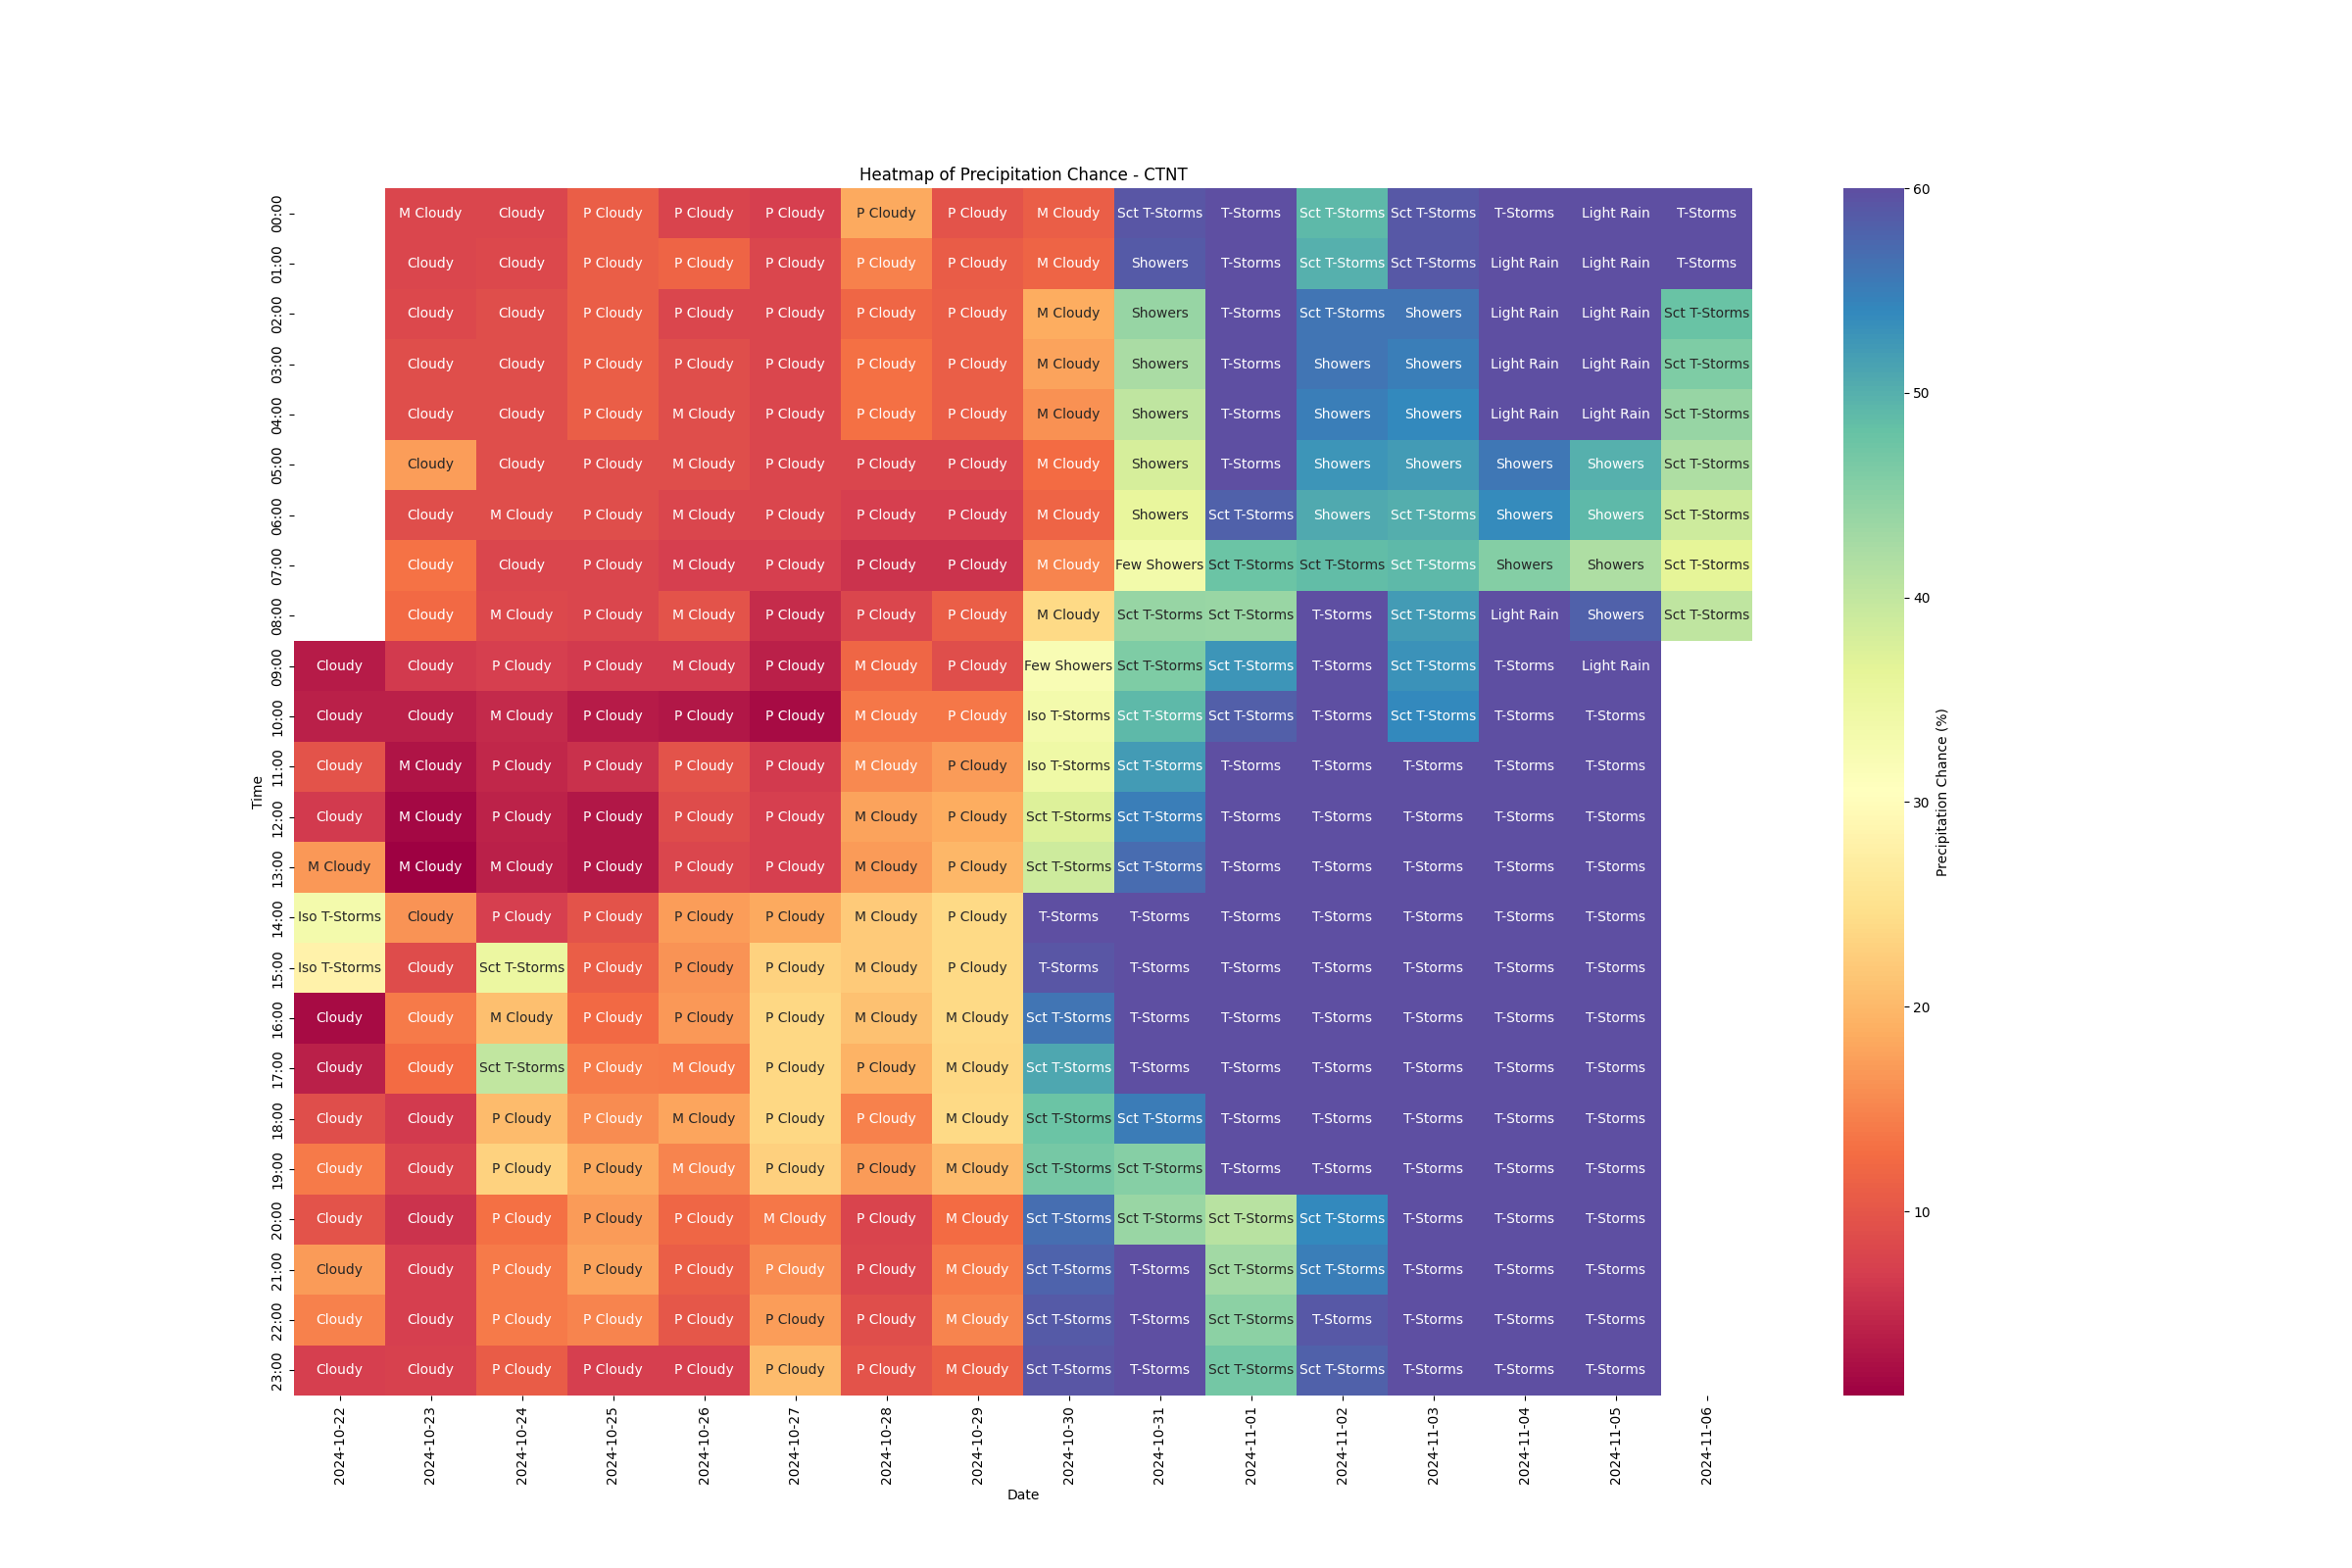 Heatmap of Precipitation Chance - CTNT
00:00 M Cloudy Cloudy P Cloudy P Cloudy P Cloudy P Cloudy P Cloudy M Cloudy Sct T-Storms T-Storms Sct T-Storms Sct T-Storms T-Storms Light Rain T-Storms 60
01:00 Cloudy Cloudy P Cloudy P Cloudy P Cloudy P Cloudy P Cloudy M Cloudy Showers T-Storms Sct T-Storms Sct T-Storms Light Rain Light Rain T-Storms
02:00 Cloudy Cloudy P Cloudy P Cloudy P Cloudy P Cloudy P Cloudy M Cloudy Showers T-Storms Sct T-Storms Showers Light Rain Light Rain Sct T-Storms
03:00 Cloudy Cloudy P Cloudy P Cloudy P Cloudy P Cloudy P Cloudy M Cloudy Showers T-Storms Showers Showers Light Rain Light Rain Sct T-Storms
50
04:00 Cloudy Cloudy P Cloudy M Cloudy P Cloudy P Cloudy P Cloudy M Cloudy Showers T-Storms Showers Showers Light Rain Light Rain Sct T-Storms
05:00 Cloudy Cloudy P Cloudy M Cloudy P Cloudy P Cloudy P Cloudy M Cloudy Showers T-Storms Showers Showers Showers Showers Sct T-Storms
06:00 Cloudy M Cloudy P Cloudy M Cloudy P Cloudy P Cloudy P Cloudy M Cloudy Showers Sct T-Storms Showers Sct T-Storms Showers Showers Sct T-Storms
07:00 Cloudy Cloudy P Cloudy M Cloudy P Cloudy P Cloudy P Cloudy M Cloudy Few Showers Sct T-Storms Sct T-Storms Sct T-Storms Showers Showers Sct T-Storms
40
08:00 Cloudy M Cloudy P Cloudy M Cloudy P Cloudy P Cloudy P Cloudy M Cloudy Sct T-Storms Sct T-Storms T-Storms Sct T-Storms Light Rain Showers Sct T-Storms
09:00 Cloudy Cloudy P Cloudy P Cloudy M Cloudy P Cloudy M Cloudy P Cloudy Few Showers Sct T-Storms Sct T-Storms T-Storms Sct T-Storms T-Storms Light Rain
10:00 Cloudy Cloudy M Cloudy P Cloudy P Cloudy P Cloudy M Cloudy P Cloudy Iso T-Storms Sct T-Storms Sct T-Storms T-Storms Sct T-Storms T-Storms T-Storms
11:00 Cloudy M Cloudy P Cloudy P Cloudy P Cloudy P Cloudy M Cloudy P Cloudy Iso T-Storms Sct T-Storms T-Storms T-Storms T-Storms T-Storms T-Storms
Time
Precipitation Chance (%)
30
12:00 Cloudy M Cloudy P Cloudy P Cloudy P Cloudy P Cloudy M Cloudy P Cloudy Sct T-Storms Sct T-Storms T-Storms T-Storms T-Storms T-Storms T-Storms
13:00 M Cloudy M Cloudy M Cloudy P Cloudy P Cloudy P Cloudy M Cloudy P Cloudy Sct T-Storms Sct T-Storms T-Storms T-Storms T-Storms T-Storms T-Storms
14:00 Iso T-Storms Cloudy P Cloudy P Cloudy P Cloudy P Cloudy M Cloudy P Cloudy T-Storms T-Storms T-Storms T-Storms T-Storms T-Storms T-Storms
15:00 Iso T-Storms Cloudy Sct T-Storms P Cloudy P Cloudy P Cloudy M Cloudy P Cloudy T-Storms T-Storms T-Storms T-Storms T-Storms T-Storms T-Storms
20
16:00 Cloudy Cloudy M Cloudy P Cloudy P Cloudy P Cloudy M Cloudy M Cloudy Sct T-Storms T-Storms T-Storms T-Storms T-Storms T-Storms T-Storms
17:00 Cloudy Cloudy Sct T-Storms P Cloudy M Cloudy P Cloudy P Cloudy M Cloudy Sct T-Storms T-Storms T-Storms T-Storms T-Storms T-Storms T-Storms
18:00 Cloudy Cloudy P Cloudy P Cloudy M Cloudy P Cloudy P Cloudy M Cloudy Sct T-Storms Sct T-Storms T-Storms T-Storms T-Storms T-Storms T-Storms
19:00 Cloudy Cloudy P Cloudy P Cloudy M Cloudy P Cloudy P Cloudy M Cloudy Sct T-Storms Sct T-Storms T-Storms T-Storms T-Storms T-Storms T-Storms
10
20:00 Cloudy Cloudy P Cloudy P Cloudy P Cloudy M Cloudy P Cloudy M Cloudy Sct T-Storms Sct T-Storms Sct T-Storms Sct T-Storms T-Storms T-Storms T-Storms
21:00 Cloudy Cloudy P Cloudy P Cloudy P Cloudy P Cloudy P Cloudy M Cloudy Sct T-Storms T-Storms Sct T-Storms Sct T-Storms T-Storms T-Storms T-Storms
22:00 Cloudy Cloudy P Cloudy P Cloudy P Cloudy P Cloudy P Cloudy M Cloudy Sct T-Storms T-Storms Sct T-Storms T-Storms T-Storms T-Storms T-Storms
23:00 Cloudy Cloudy P Cloudy P Cloudy P Cloudy P Cloudy P Cloudy M Cloudy Sct T-Storms T-Storms Sct T-Storms Sct T-Storms T-Storms T-Storms T-Storms
2024-10-22 2024-10-23 2024-10-24 2024-10-25 2024-10-26 2024-10-27 2024-10-28 2024-10-29 2024-10-30 2024-10-31 2024-11-01 2024-11-02 2024-11-03 2024-11-04 2024-11-05 2024-11-06
Date